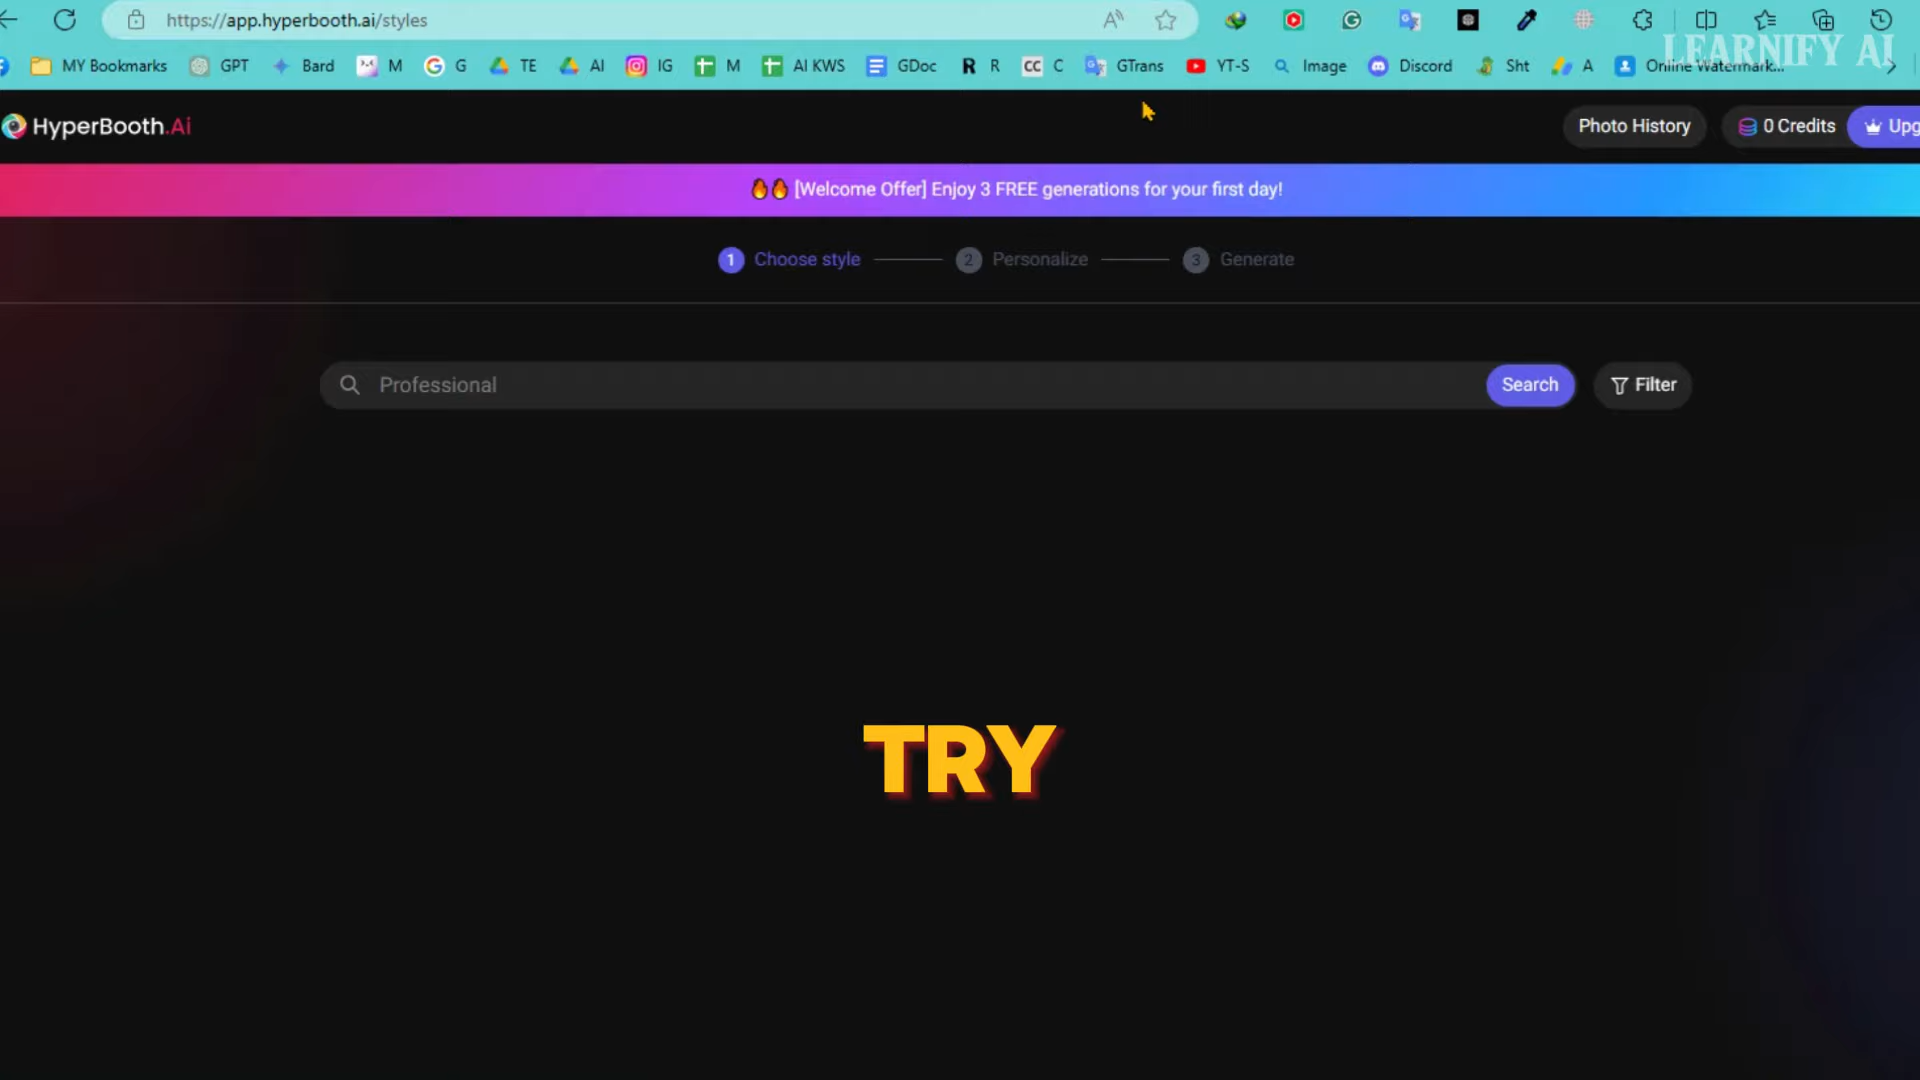 https://app.hyperbooth.ai/styles
LEARNIFY AI
MY Bookmarks GPT Bard M G TE AI IG M AI KWS GDoc R R CC C GTrans YT-S Image Discord Sht A Online Watermark...
HyperBooth.Ai Photo History 0 Credits Upg
[Welcome Offer] Enjoy 3 FREE generations for your first day!
1 Choose style 2 Personalize 3 Generate
Professional Search Filter
TRY